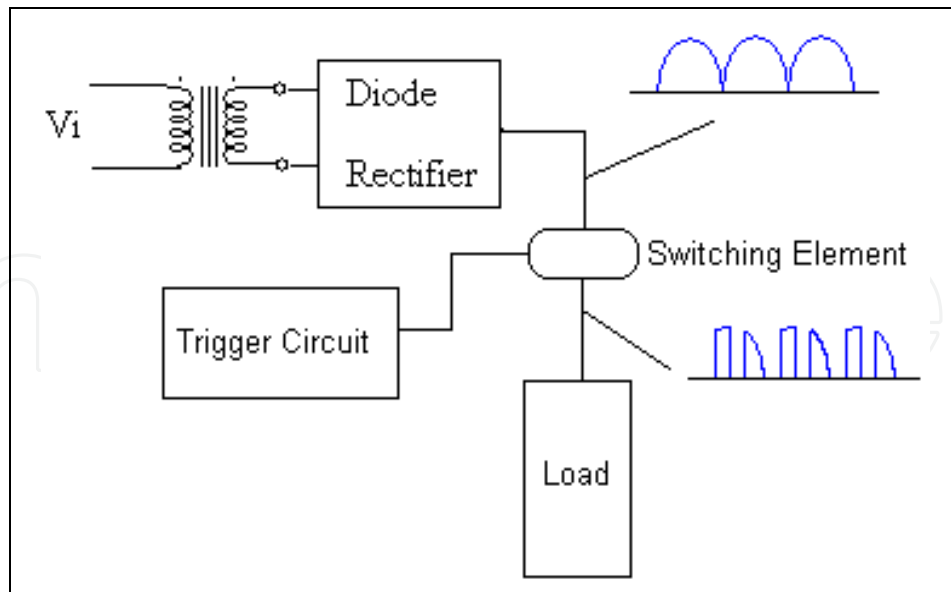 Vi
Diode
Rectifier
Switching Element
Trigger Circuit
Load